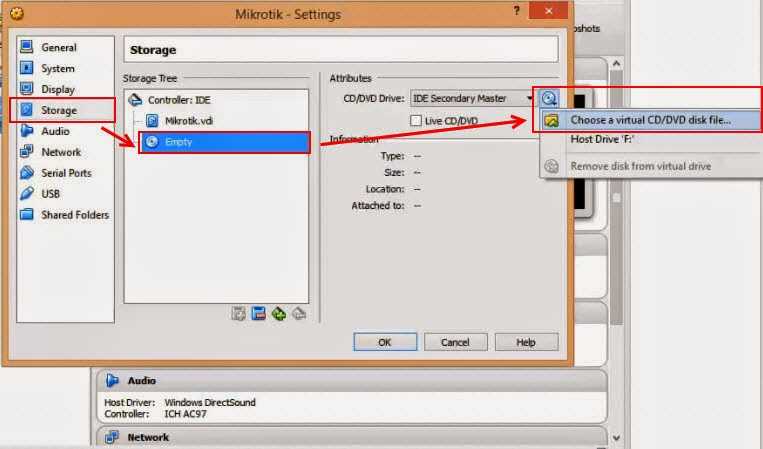 Mikrotik - Settings
?
General
System
Display
Storage
Audio
Network
Serial Ports
USB
Shared Folders
Storage
Storage Tree
Controller: IDE
Mikrotik.vdi
Empty
Attributes
CD/DVD Drive: IDE Secondary Master
Live CD/DVD
Information
Type: --
Size: --
Location: --
Attached to: --
Choose a virtual CD/DVD disk file...
Host Drive 'F:'
Remove disk from virtual drive
OK Cancel Help
Audio
Host Driver: Windows DirectSound
Controller: ICH AC97
Network